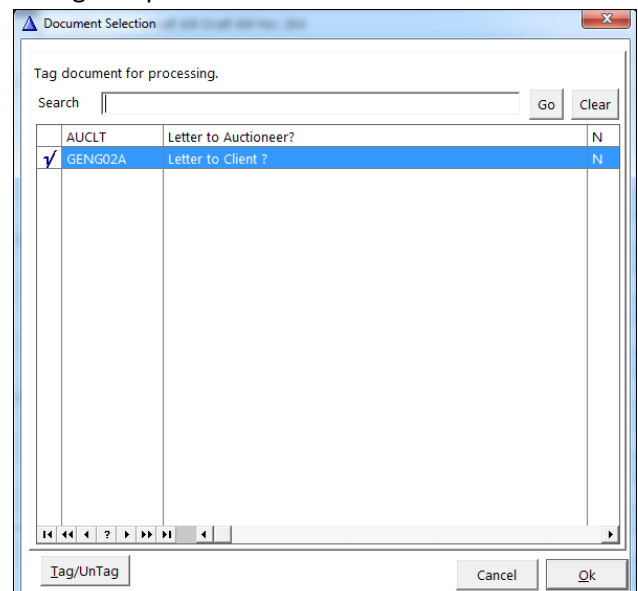 Document Selection
Tag document for processing.
Search Go Clear
AUCLT Letter to Auctioneer? N
√ GENG02A Letter to Client ? N
?
Tag/UnTag Cancel Ok